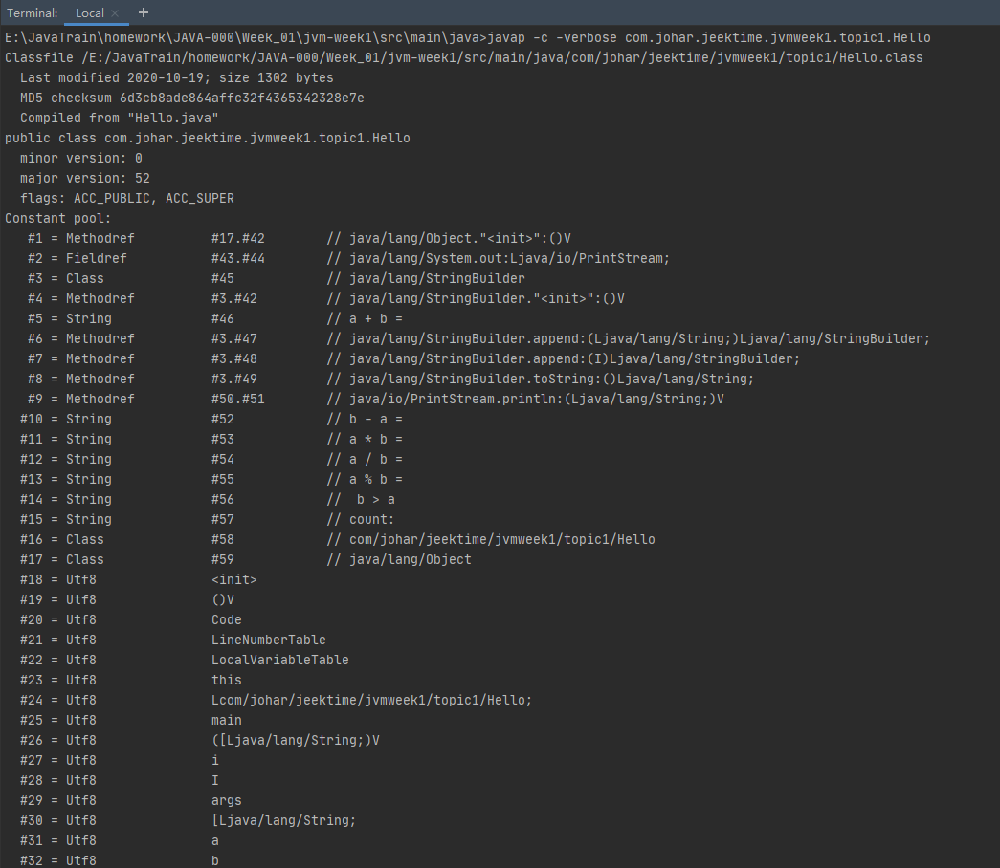 Terminal: Local × +
E:\JavaTrain\homework\JAVA-000\Week_01\jvm-week1\src\main\java>javap -c -verbose com.johar.jeektime.jvmweek1.topic1.Hello
Classfile /E:/JavaTrain/homework/JAVA-000/Week_01/jvm-week1/src/main/java/com/johar/jeektime/jvmweek1/topic1/Hello.class
  Last modified 2020-10-19; size 1302 bytes
  MD5 checksum 6d3cb8ade864affc32f4365342328e7e
  Compiled from "Hello.java"
public class com.johar.jeektime.jvmweek1.topic1.Hello
  minor version: 0
  major version: 52
  flags: ACC_PUBLIC, ACC_SUPER
Constant pool:
   #1 = Methodref          #17.#42        // java/lang/Object."<init>":()V
   #2 = Fieldref           #43.#44        // java/lang/System.out:Ljava/io/PrintStream;
   #3 = Class              #45            // java/lang/StringBuilder
   #4 = Methodref          #3.#42         // java/lang/StringBuilder."<init>":()V
   #5 = String             #46            // a + b =
   #6 = Methodref          #3.#47         // java/lang/StringBuilder.append:(Ljava/lang/String;)Ljava/lang/StringBuilder;
   #7 = Methodref          #3.#48         // java/lang/StringBuilder.append:(I)Ljava/lang/StringBuilder;
   #8 = Methodref          #3.#49         // java/lang/StringBuilder.toString:()Ljava/lang/String;
   #9 = Methodref          #50.#51        // java/io/PrintStream.println:(Ljava/lang/String;)V
  #10 = String             #52            // b - a =
  #11 = String             #53            // a * b =
  #12 = String             #54            // a / b =
  #13 = String             #55            // a % b =
  #14 = String             #56            //  b > a
  #15 = String             #57            // count:
  #16 = Class              #58            // com/johar/jeektime/jvmweek1/topic1/Hello
  #17 = Class              #59            // java/lang/Object
  #18 = Utf8               <init>
  #19 = Utf8               ()V
  #20 = Utf8               Code
  #21 = Utf8               LineNumberTable
  #22 = Utf8               LocalVariableTable
  #23 = Utf8               this
  #24 = Utf8               Lcom/johar/jeektime/jvmweek1/topic1/Hello;
  #25 = Utf8               main
  #26 = Utf8               ([Ljava/lang/String;)V
  #27 = Utf8               i
  #28 = Utf8               I
  #29 = Utf8               args
  #30 = Utf8               [Ljava/lang/String;
  #31 = Utf8               a
  #32 = Utf8               b